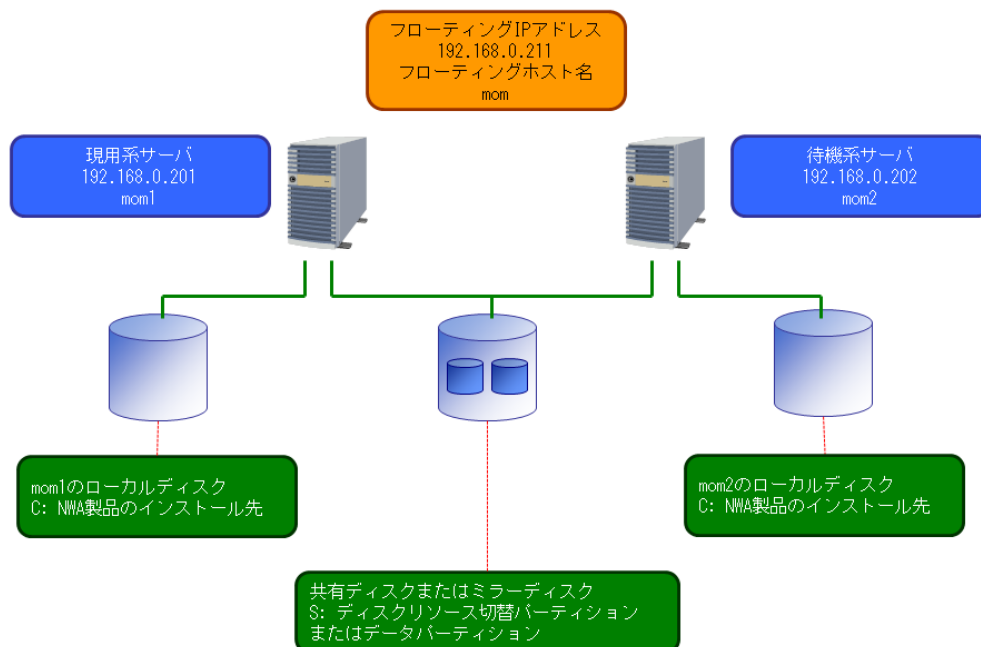 フローティングIPアドレス
192.168.0.211
フローティングホスト名
mom
現用系サーバ
192.168.0.201
mom1
待機系サーバ
192.168.0.202
mom2
mom1のローカルディスク
C: NWA製品のインストール先
mom2のローカルディスク
C: NWA製品のインストール先
共有ディスクまたはミラーディスク
S: ディスクリソース切替パーティション
またはデータパーティション